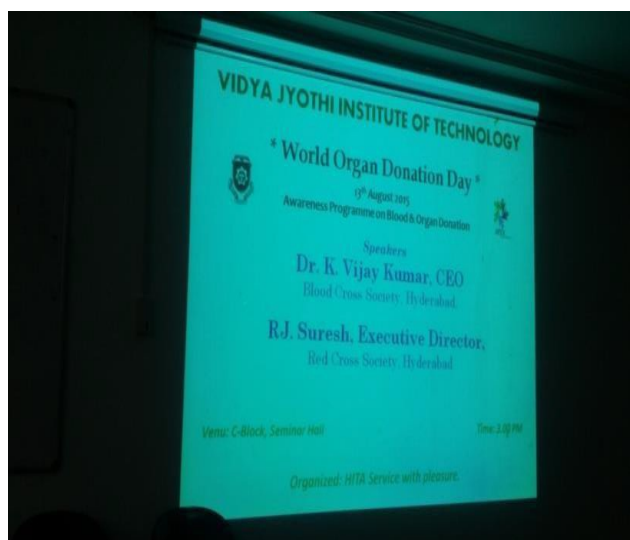 VIDYA JYOTHI INSTITUTE OF TECHNOLOGY
* World Organ Donation Day *
13th August 2015
Awareness Programme on Blood & Organ Donation
Speakers
Dr. K. Vijay Kumar, CEO
Blood Cross Society, Hyderabad.
RJ. Suresh, Executive Director,
Red Cross Society, Hyderabad
Venu: C-Block, Seminar Hall Time: 3.00 PM
Organized: HITA Service with pleasure.